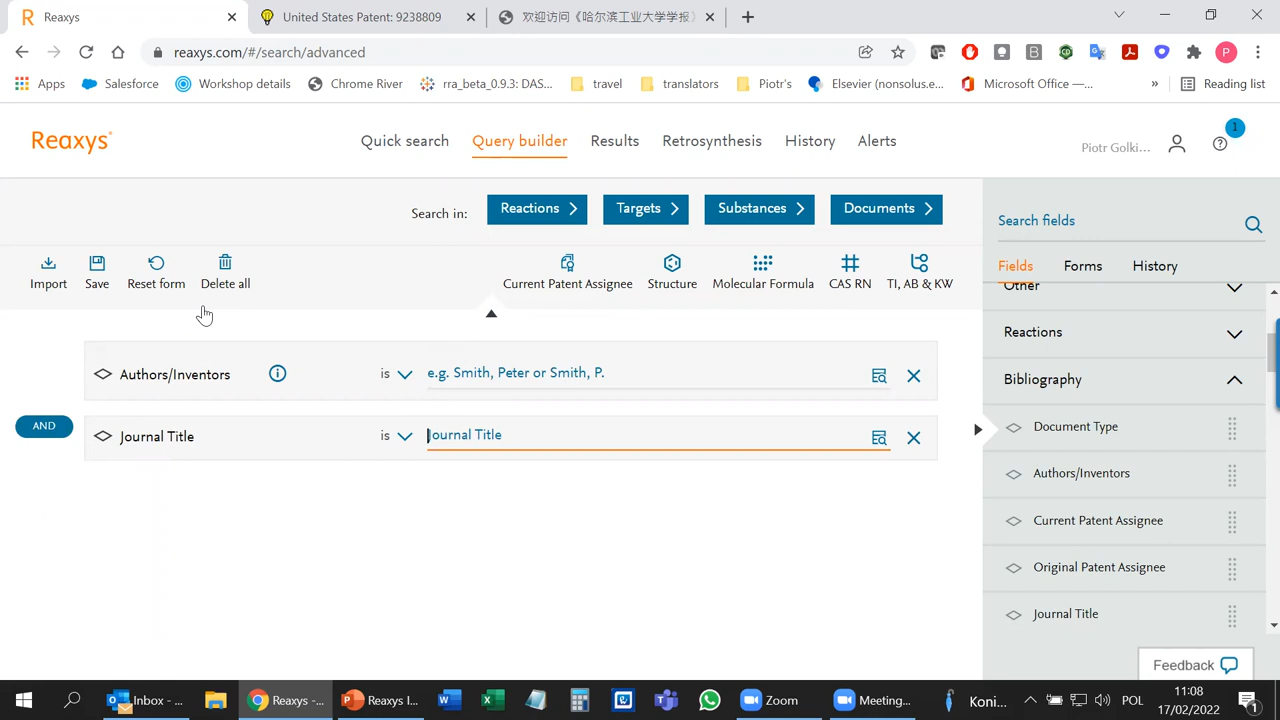 Reaxys
United States Patent: 9238809
欢迎访问《哈尔滨工业大学学报》
reaxys.com/#/search/advanced
P
Apps
Salesforce
Workshop details
Chrome River
rra_beta_0.9.3: DAS...
travel
translators
Piotr's
Elsevier (nonsolus.e...
Microsoft Office —...
»
Reading list
Reaxys
Quick search
Query builder
Results
Retrosynthesis
History
Alerts
Piotr Golki...
1
Search in:
Reactions
Targets
Substances
Documents
Search fields
Import
Save
Reset form
Delete all
Current Patent Assignee
Structure
Molecular Formula
CAS RN
TI, AB & KW
Fields
Forms
History
Other
Reactions
Bibliography
Document Type
Authors/Inventors
Current Patent Assignee
Original Patent Assignee
Journal Title
Authors/Inventors
is
e.g. Smith, Peter or Smith, P.
AND
Journal Title
is
Journal Title
Feedback
Inbox - ...
Reaxys -...
Reaxys I...
Zoom
Meeting...
Koni...
POL
11:08
17/02/2022
1